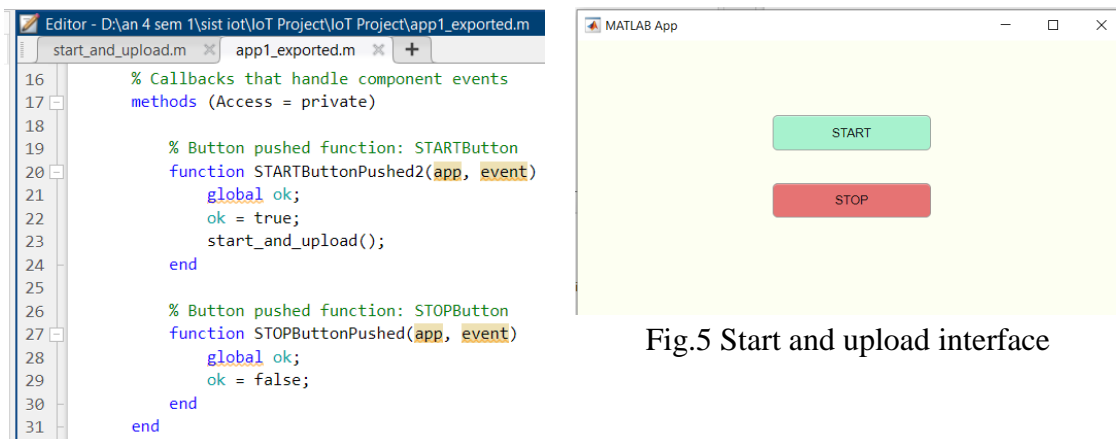 Editor - D:\an 4 sem 1\sist iot\IoT Project\IoT Project\app1_exported.m
start_and_upload.m app1_exported.m
16 % Callbacks that handle component events
17 methods (Access = private)
18
19 % Button pushed function: STARTButton
20 function STARTButtonPushed2(app, event)
21 global ok;
22 ok = true;
23 start_and_upload();
24 end
25
26 % Button pushed function: STOPButton
27 function STOPButtonPushed(app, event)
28 global ok;
29 ok = false;
30 end
31 end
MATLAB App
START
STOP
Fig.5 Start and upload interface